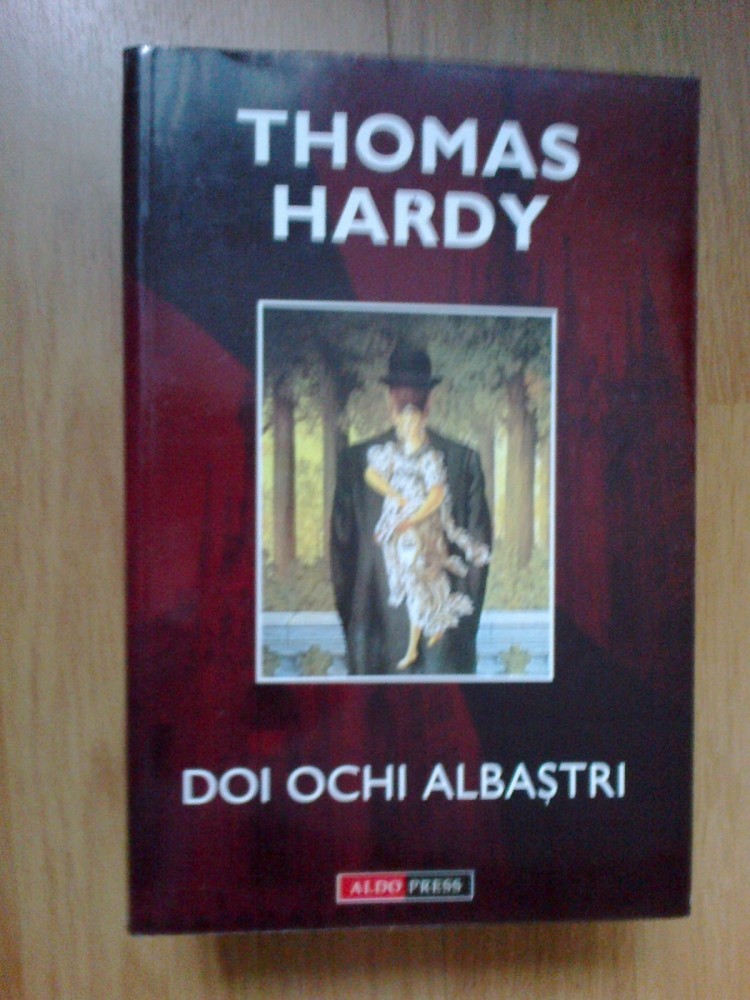 THOMAS
HARDY
DOI OCHI ALBAȘTRI
ALDO PRESS